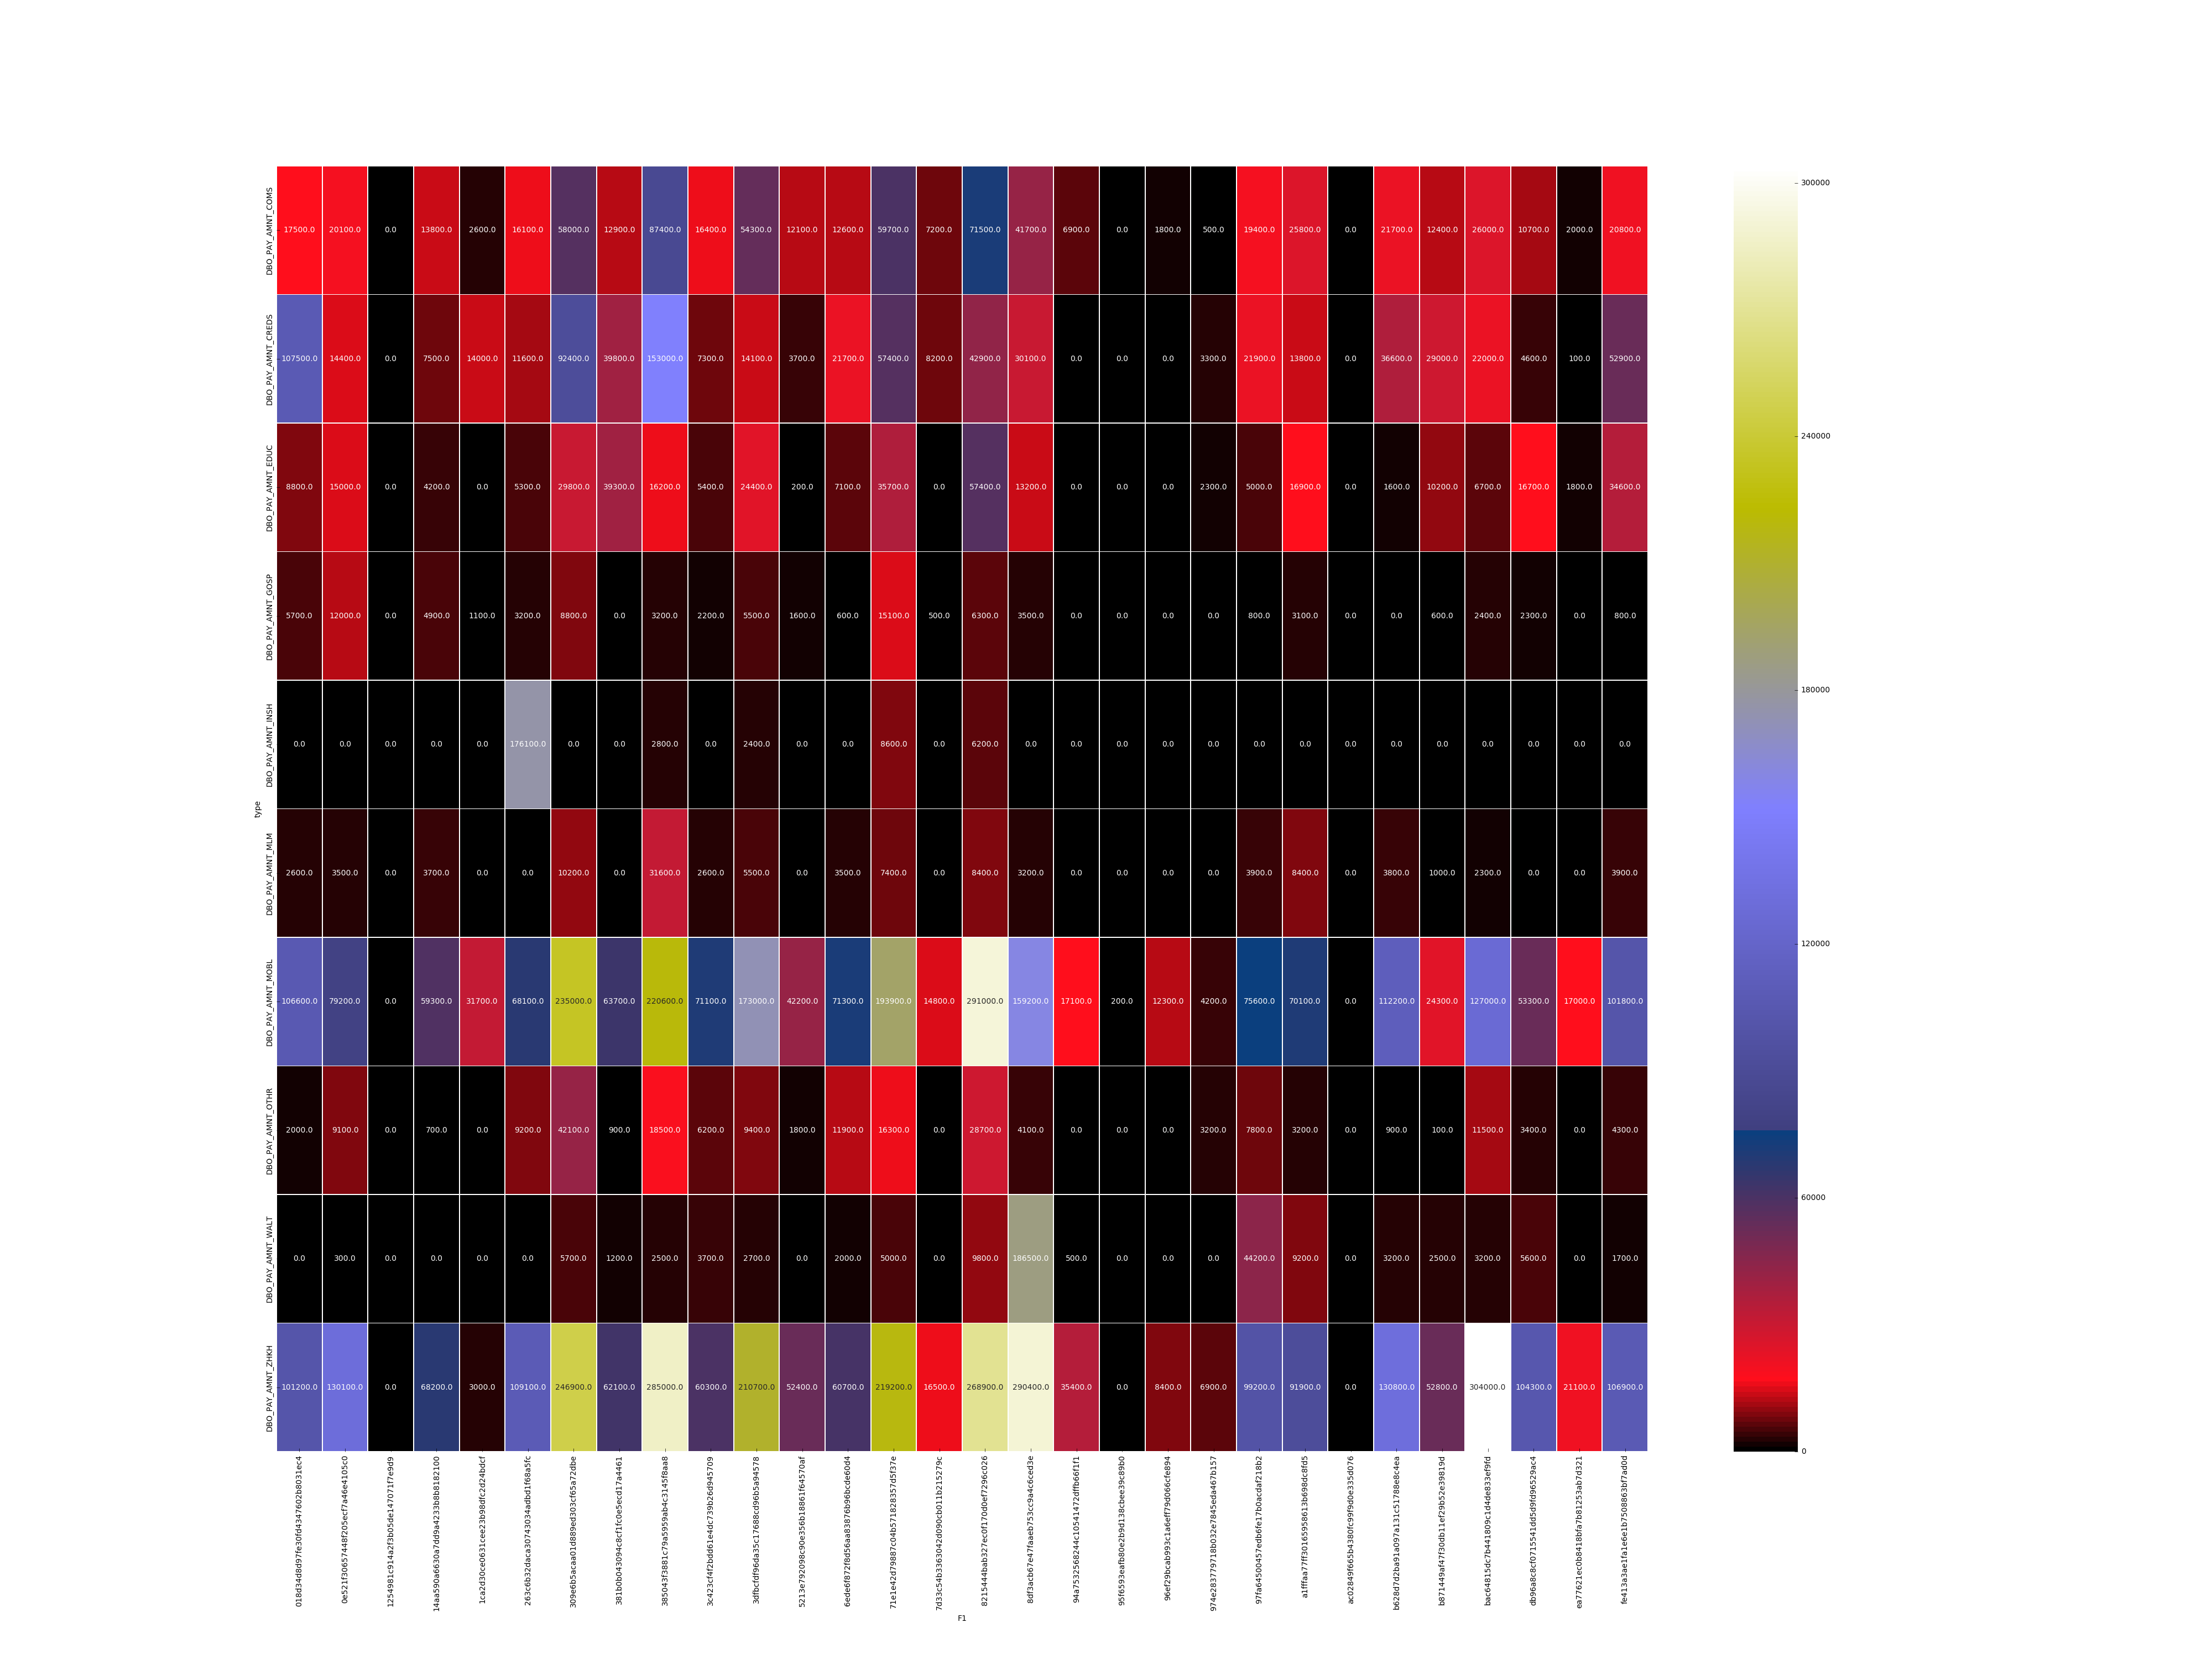 DBO_PAY_AMNT_COMS 17500.0 20100.0 0.0 13800.0 2600.0 16100.0 58000.0 12900.0 87400.0 16400.0 54300.0 12100.0 12600.0 59700.0 7200.0 71500.0 41700.0 6900.0 0.0 1800.0 500.0 19400.0 25800.0 0.0 21700.0 12400.0 26000.0 10700.0 2000.0 20800.0
DBO_PAY_AMNT_CREDS 107500.0 14400.0 0.0 7500.0 14000.0 11600.0 92400.0 39800.0 153000.0 7300.0 14100.0 3700.0 21700.0 57400.0 8200.0 42900.0 30100.0 0.0 0.0 0.0 3300.0 21900.0 13800.0 0.0 36600.0 29000.0 22000.0 4600.0 100.0 52900.0
DBO_PAY_AMNT_EDUC 8800.0 15000.0 0.0 4200.0 0.0 5300.0 29800.0 39300.0 16200.0 5400.0 24400.0 200.0 7100.0 35700.0 0.0 57400.0 13200.0 0.0 0.0 0.0 2300.0 5000.0 16900.0 0.0 1600.0 10200.0 6700.0 16700.0 1800.0 34600.0
DBO_PAY_AMNT_GOSP 5700.0 12000.0 0.0 4900.0 1100.0 3200.0 8800.0 0.0 3200.0 2200.0 5500.0 1600.0 600.0 15100.0 500.0 6300.0 3500.0 0.0 0.0 0.0 0.0 800.0 3100.0 0.0 0.0 600.0 2400.0 2300.0 0.0 800.0
DBO_PAY_AMNT_INSH 0.0 0.0 0.0 0.0 0.0 176100.0 0.0 0.0 2800.0 0.0 2400.0 0.0 0.0 8600.0 0.0 6200.0 0.0 0.0 0.0 0.0 0.0 0.0 0.0 0.0 0.0 0.0 0.0 0.0 0.0 0.0
type
DBO_PAY_AMNT_MLM 2600.0 3500.0 0.0 3700.0 0.0 0.0 10200.0 0.0 31600.0 2600.0 5500.0 0.0 3500.0 7400.0 0.0 8400.0 3200.0 0.0 0.0 0.0 0.0 3900.0 8400.0 0.0 3800.0 1000.0 2300.0 0.0 0.0 3900.0
DBO_PAY_AMNT_MOBL 106600.0 79200.0 0.0 59300.0 31700.0 68100.0 235000.0 63700.0 220600.0 71100.0 173000.0 42200.0 71300.0 193900.0 14800.0 291000.0 159200.0 17100.0 200.0 12300.0 4200.0 75600.0 70100.0 0.0 112200.0 24300.0 127000.0 53300.0 17000.0 101800.0
DBO_PAY_AMNT_OTHR 2000.0 9100.0 0.0 700.0 0.0 9200.0 42100.0 900.0 18500.0 6200.0 9400.0 1800.0 11900.0 16300.0 0.0 28700.0 4100.0 0.0 0.0 0.0 3200.0 7800.0 3200.0 0.0 900.0 100.0 11500.0 3400.0 0.0 4300.0
DBO_PAY_AMNT_WALT 0.0 300.0 0.0 0.0 0.0 0.0 5700.0 1200.0 2500.0 3700.0 2700.0 0.0 2000.0 5000.0 0.0 9800.0 186500.0 500.0 0.0 0.0 0.0 44200.0 9200.0 0.0 3200.0 2500.0 3200.0 5600.0 0.0 1700.0
DBO_PAY_AMNT_ZHKH 101200.0 130100.0 0.0 68200.0 3000.0 109100.0 246900.0 62100.0 285000.0 60300.0 210700.0 52400.0 60700.0 219200.0 16500.0 268900.0 290400.0 35400.0 0.0 8400.0 6900.0 99200.0 91900.0 0.0 130800.0 52800.0 304000.0 104300.0 21100.0 106900.0
018d34d8d97fe30fd4347602b8031ec4
0e521f30657448f205ecf7a46e4105c0
1254981c914a2f3b05de147071f7e9d9
14aa590a6630a7dd9a4233b8b8182100
1ca2d30ce0631cee23b98dfc2d24bdcf
263c6b32daca30743034adbd1f68a5fc
309e6b5acaa01d889ed303cf65a72dbe
381b0b043094c8cf1fc0e5ecd17a4461
385043f3881c79a5959ab4c3145f8aa8
3c423cf4f2bdd61e4dc739b26d945709
3dfbcfdf96da35c17688cd96b5a94578
5213e792098c90e356b18861f64570af
6ede6f872f8d56aa83876b96bcde60d4
71e1e42d79887c04b571828357d5f37e
7d33c54b3363042d090cb011b215279c
8215444bab327ec0f170d0ef7296c026
8df3acb67e47faaeb753cc9a4c6ced3e
94a7532568244c10541472dffb66f1f1
95f6593eafb80e2b9d138cbee39c89b0
96ef29bcab993c1a6eff79d066cfe894
974e283779718b032e7845eda467b157
97fa64500457edb6fe17b0acdaf218b2
a1fffaa77ff30165958613b698dc8fd5
ac02849f665b4380fc99f9d0e335d076
b628d7d2ba91a097a131c51788e8c4ea
b871449af47f30db11ef29b52e39819d
bac64815dc7b441809c1d4de833ef9fd
db96a8c8cf0715541dd5d9fd96529ac4
ea77621ec0b8418bfa7b81253ab7d321
fe413a3ae1fa1e6e1b7508863bf7ad0d
F1
300000
240000
180000
120000
60000
0